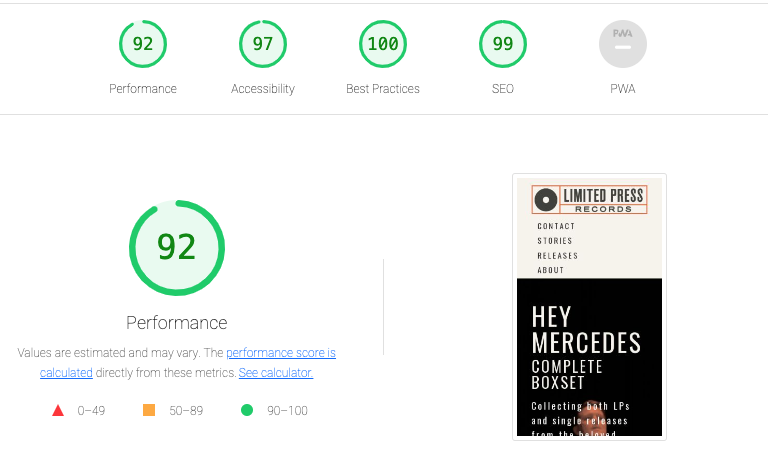 92
97
100
99
PWA
Performance
Accessibility
Best Practices
SEO
PWA
92
Performance
Values are estimated and may vary. The performance score is
calculated directly from these metrics. See calculator.
0–49
50–89
90–100
LIMITED PRESS
RECORDS
CONTACT
STORIES
RELEASES
ABOUT
HEY
MERCEDES
COMPLETE
BOXSET
Collecting both LPs
and single releases
from the beloved